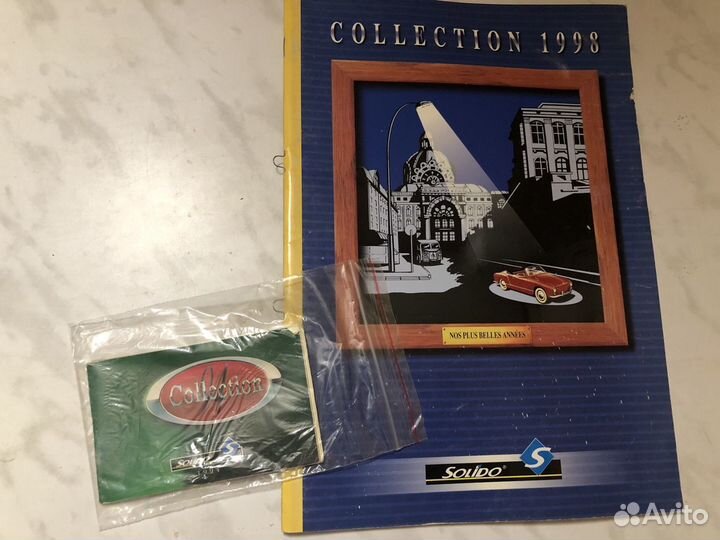 COLLECTION 1998
NOS PLUS BELLES ANNÉES
Collection
SOLIDO
S
SOLIDO®
S
Avito